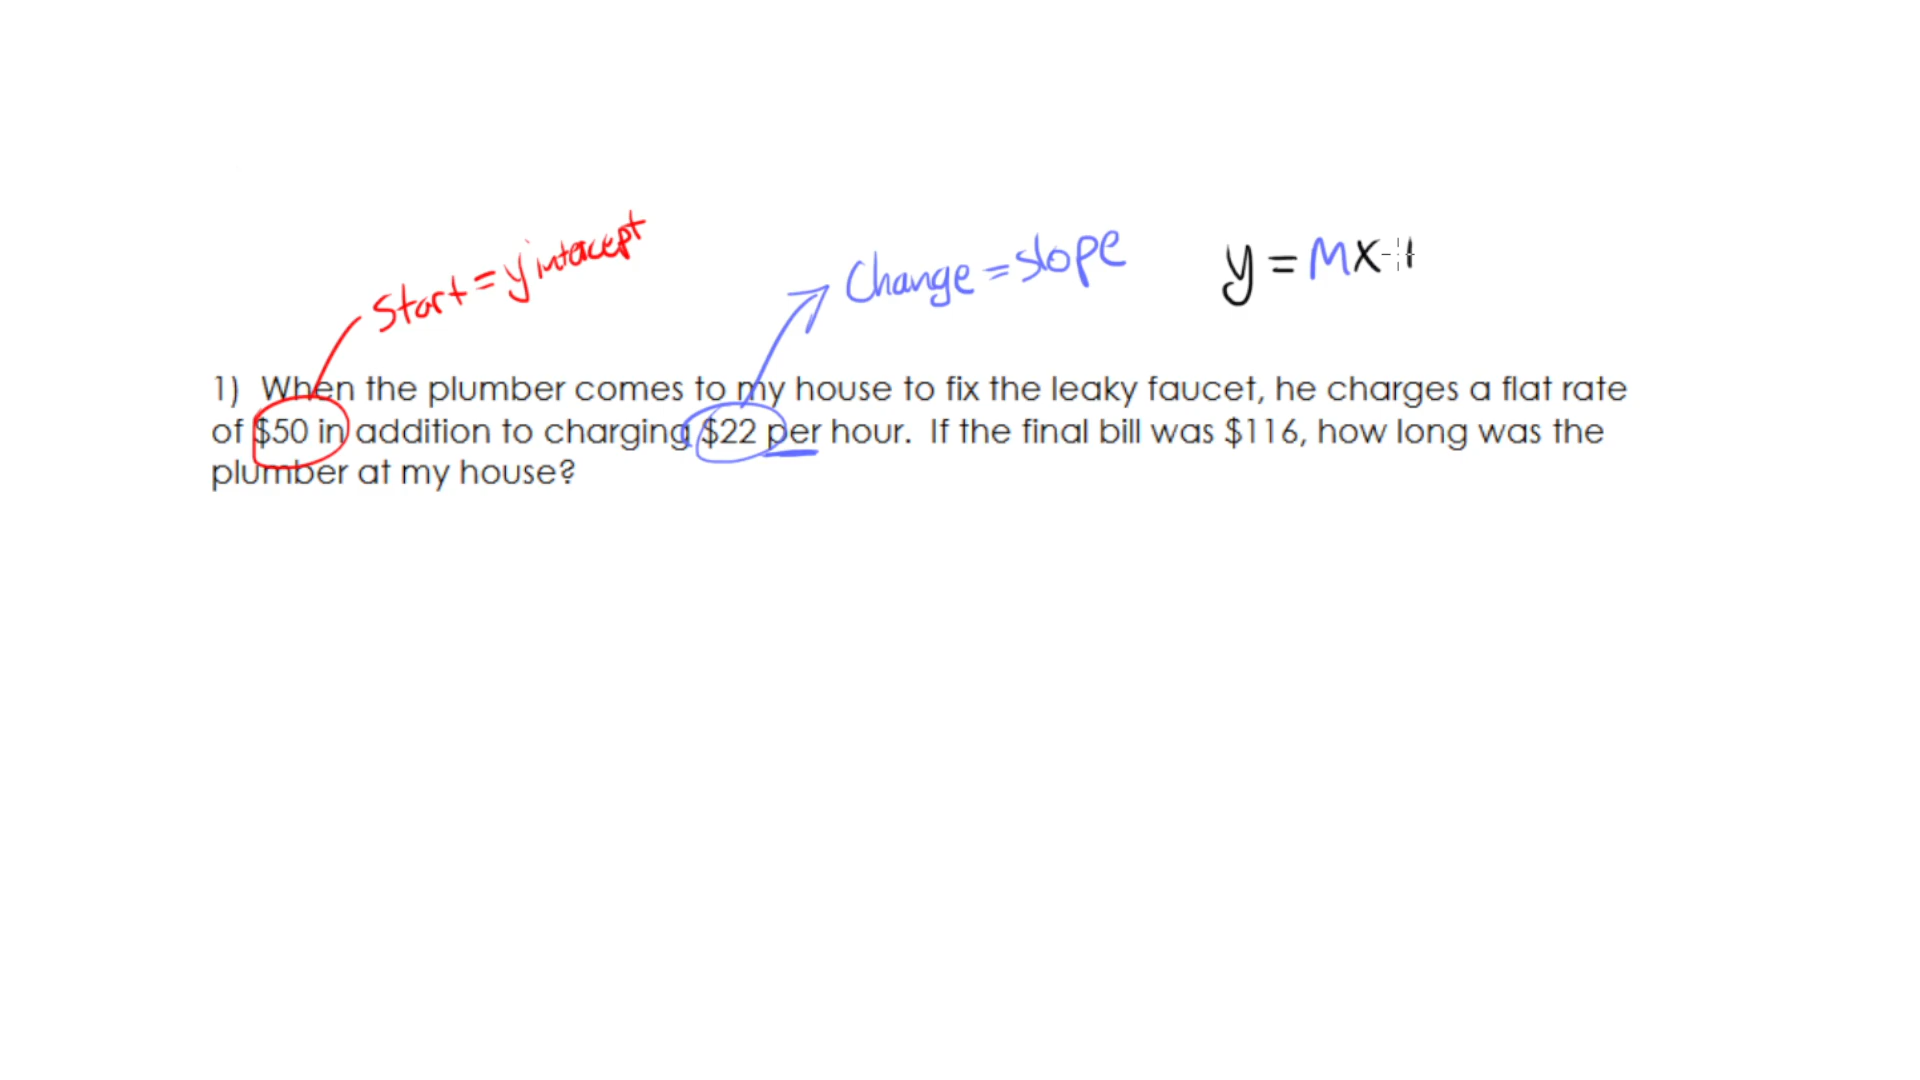 Start = y intercept
Change = slope
y = mx +
1) When the plumber comes to my house to fix the leaky faucet, he charges a flat rate
of $50 in addition to charging $22 per hour. If the final bill was $116, how long was the
plumber at my house?